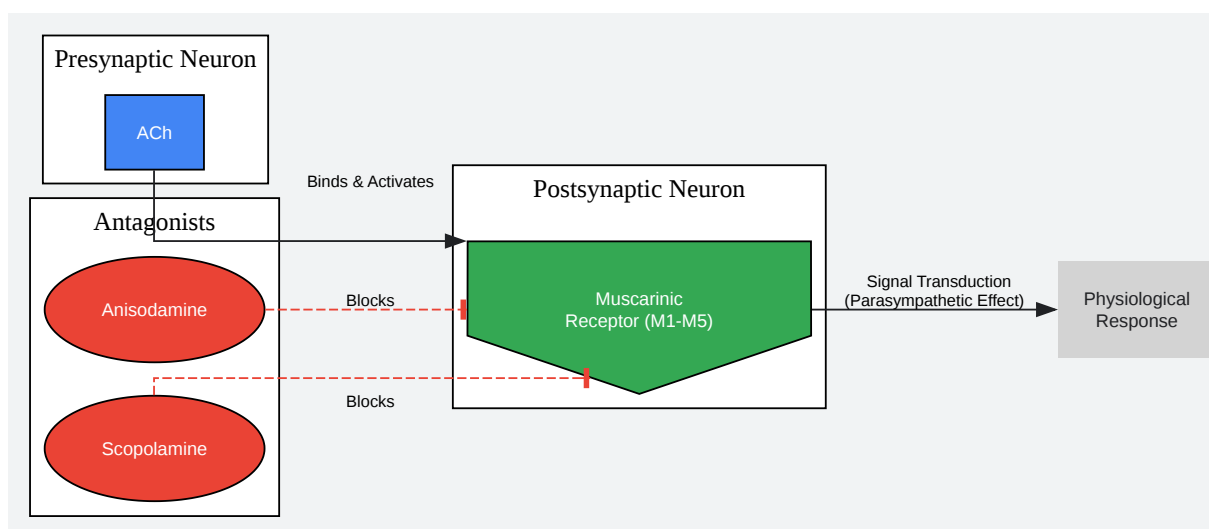 Presynaptic Neuron
ACh
Binds & Activates
Postsynaptic Neuron
Antagonists
Anisodamine
Blocks
Muscarinic
Receptor (M1-M5)
Signal Transduction
(Parasympathetic Effect)
Physiological
Response
Blocks
Scopolamine